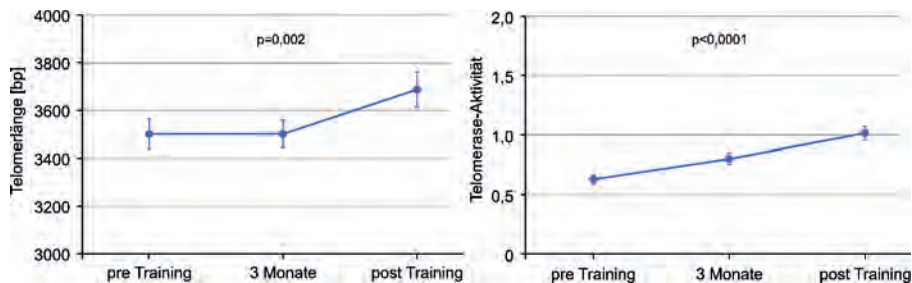 4000
3800
3600
3400
3200
3000
Telomerlänge [bp]
p=0,002
pre Training 3 Monate post Training
2,0
1,5
1,0
0,5
0
Telomerase-Aktivität
p<0,0001
pre Training 3 Monate post Training